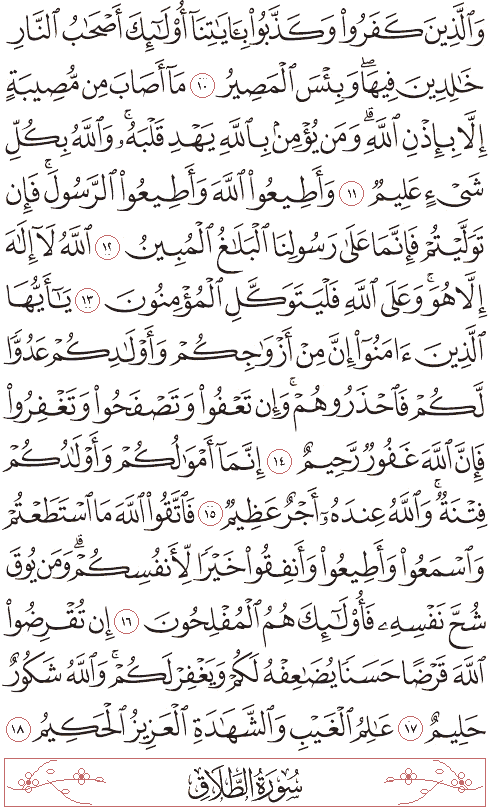 وَٱلَّذِينَ كَفَرُوا۟ وَكَذَّبُوا۟ بِـَٔايَـٰتِنَآ أُو۟لَـٰٓئِكَ أَصْحَـٰبُ ٱلنَّارِ
خَـٰلِدِينَ فِيهَا ۖ وَبِئْسَ ٱلْمَصِيرُ ١٠ مَآ أَصَابَ مِن مُّصِيبَةٍ
إِلَّا بِإِذْنِ ٱللَّهِ ۗ وَمَن يُؤْمِنۢ بِٱللَّهِ يَهْدِ قَلْبَهُۥ ۚ وَٱللَّهُ بِكُلِّ
شَىْءٍ عَلِيمٌ ١١ وَأَطِيعُوا۟ ٱللَّهَ وَأَطِيعُوا۟ ٱلرَّسُولَ ۚ فَإِن
تَوَلَّيْتُمْ فَإِنَّمَا عَلَىٰ رَسُولِنَا ٱلْبَلَـٰغُ ٱلْمُبِينُ ١٢ ٱللَّهُ لَآ إِلَـٰهَ
إِلَّا هُوَ ۚ وَعَلَى ٱللَّهِ فَلْيَتَوَكَّلِ ٱلْمُؤْمِنُونَ ١٣ يَـٰٓأَيُّهَا
ٱلَّذِينَ ءَامَنُوٓا۟ إِنَّ مِنْ أَزْوَٰجِكُمْ وَأَوْلَـٰدِكُمْ عَدُوًّا
لَّكُمْ فَٱحْذَرُوهُمْ ۚ وَإِن تَعْفُوا۟ وَتَصْفَحُوا۟ وَتَغْفِرُوا۟
فَإِنَّ ٱللَّهَ غَفُورٌ رَّحِيمٌ ١٤ إِنَّمَآ أَمْوَٰلُكُمْ وَأَوْلَـٰدُكُمْ
فِتْنَةٌ ۚ وَٱللَّهُ عِندَهُۥٓ أَجْرٌ عَظِيمٌ ١٥ فَٱتَّقُوا۟ ٱللَّهَ مَا ٱسْتَطَعْتُمْ
وَٱسْمَعُوا۟ وَأَطِيعُوا۟ وَأَنفِقُوا۟ خَيْرًا لِّأَنفُسِكُمْ ۗ وَمَن يُوقَ
شُحَّ نَفْسِهِۦ فَأُو۟لَـٰٓئِكَ هُمُ ٱلْمُفْلِحُونَ ١٦ إِن تُقْرِضُوا۟
ٱللَّهَ قَرْضًا حَسَنًا يُضَـٰعِفْهُ لَكُمْ وَيَغْفِرْ لَكُمْ ۚ وَٱللَّهُ شَكُورٌ
حَلِيمٌ ١٧ عَـٰلِمُ ٱلْغَيْبِ وَٱلشَّهَـٰدَةِ ٱلْعَزِيزُ ٱلْحَكِيمُ ١٨
سُورَةُ الطَّلَاقِ